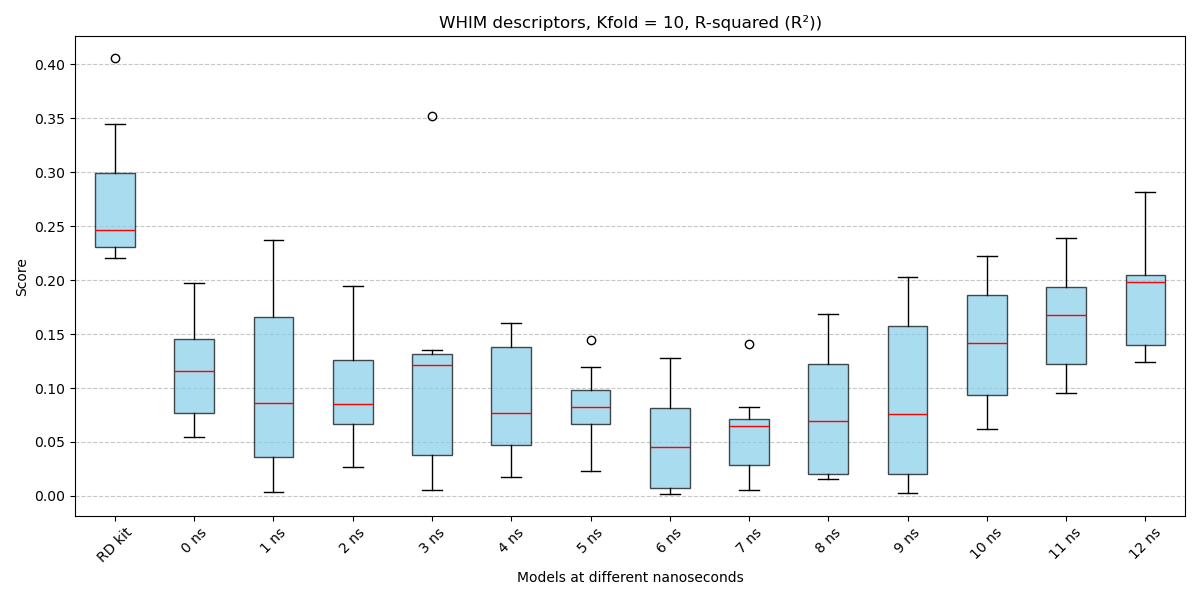 WHIM descriptors, Kfold = 10, R-squared (R²))
Score
0.40
0.35
0.30
0.25
0.20
0.15
0.10
0.05
0.00
RD kit
0 ns
1 ns
2 ns
3 ns
4 ns
5 ns
6 ns
7 ns
8 ns
9 ns
10 ns
11 ns
12 ns
Models at different nanoseconds